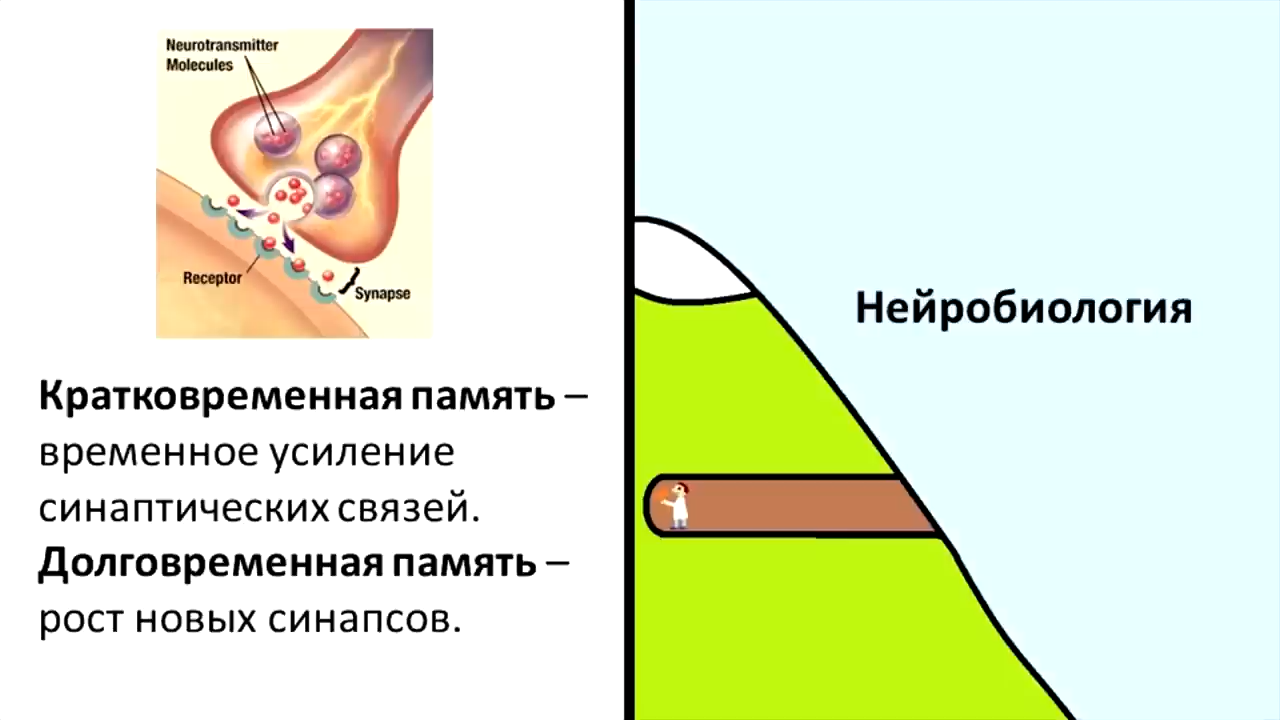 Neurotransmitter
Molecules
Receptor
Synapse
Кратковременная память –
временное усиление
синаптических связей.
Долговременная память –
рост новых синапсов.
Нейробиология